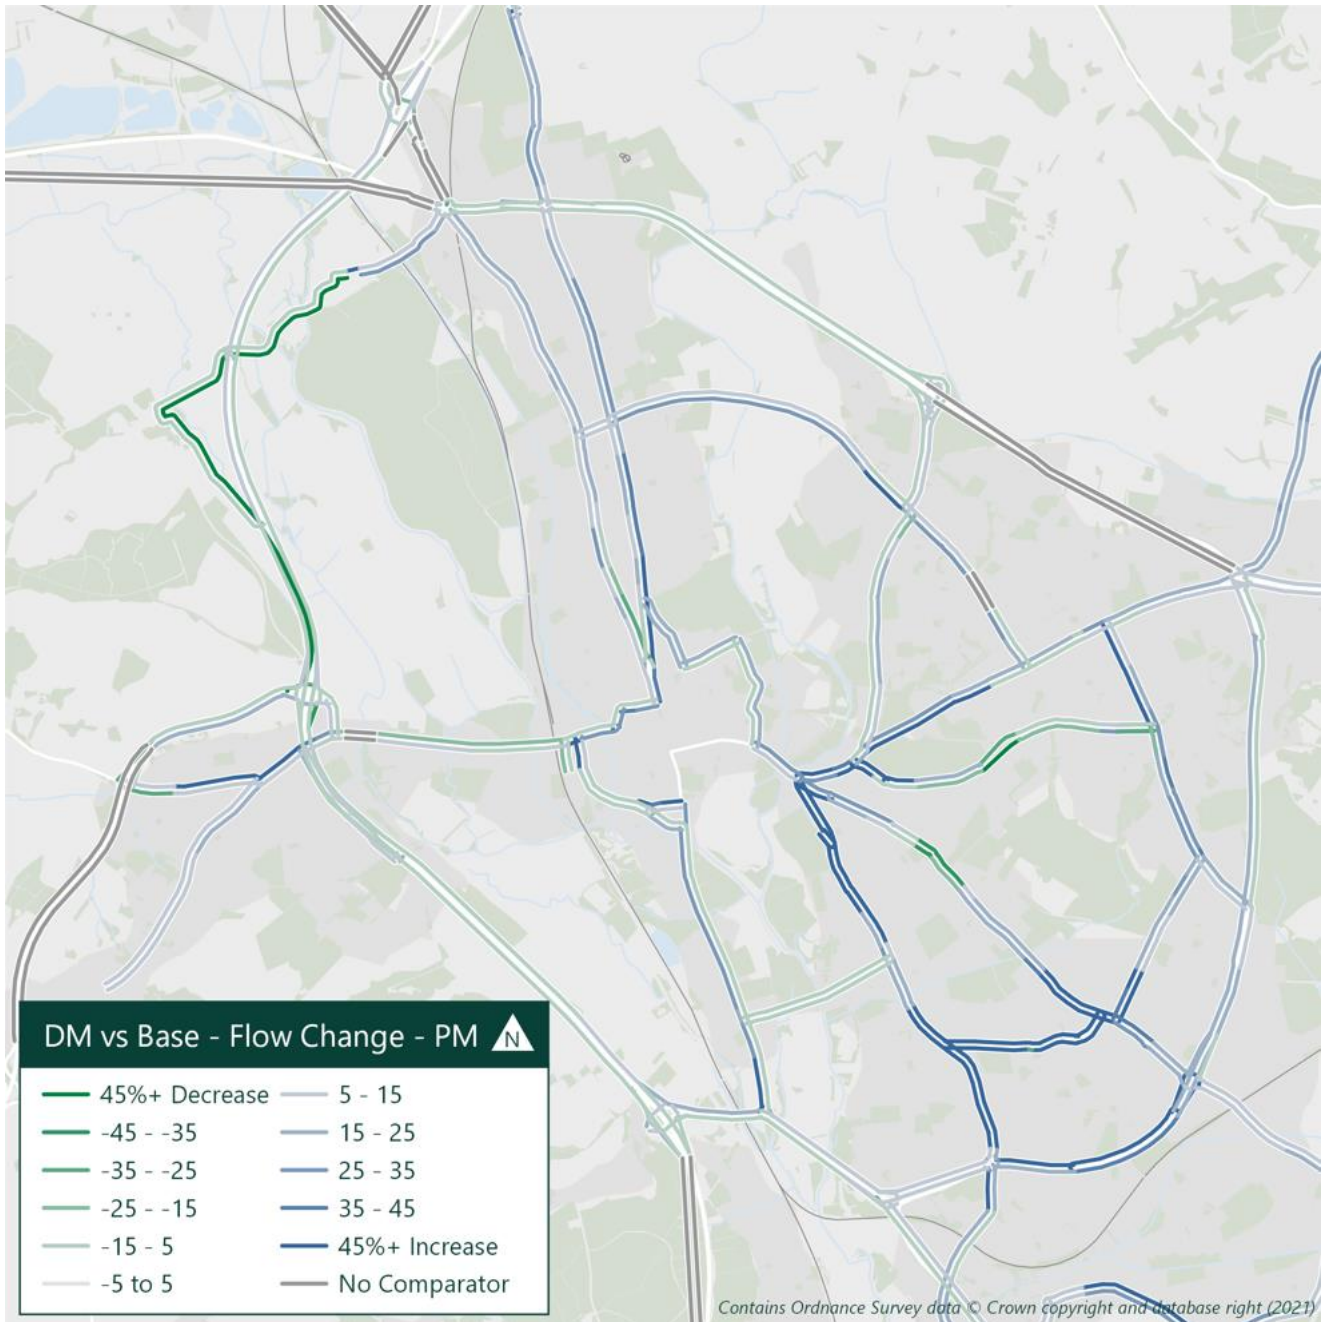 DM vs Base - Flow Change - PM N
45%+ Decrease
-45 - -35
-35 - -25
-25 - -15
-15 - 5
-5 to 5
5 - 15
15 - 25
25 - 35
35 - 45
45%+ Increase
No Comparator
Contains Ordnance Survey data © Crown copyright and database right (2021)